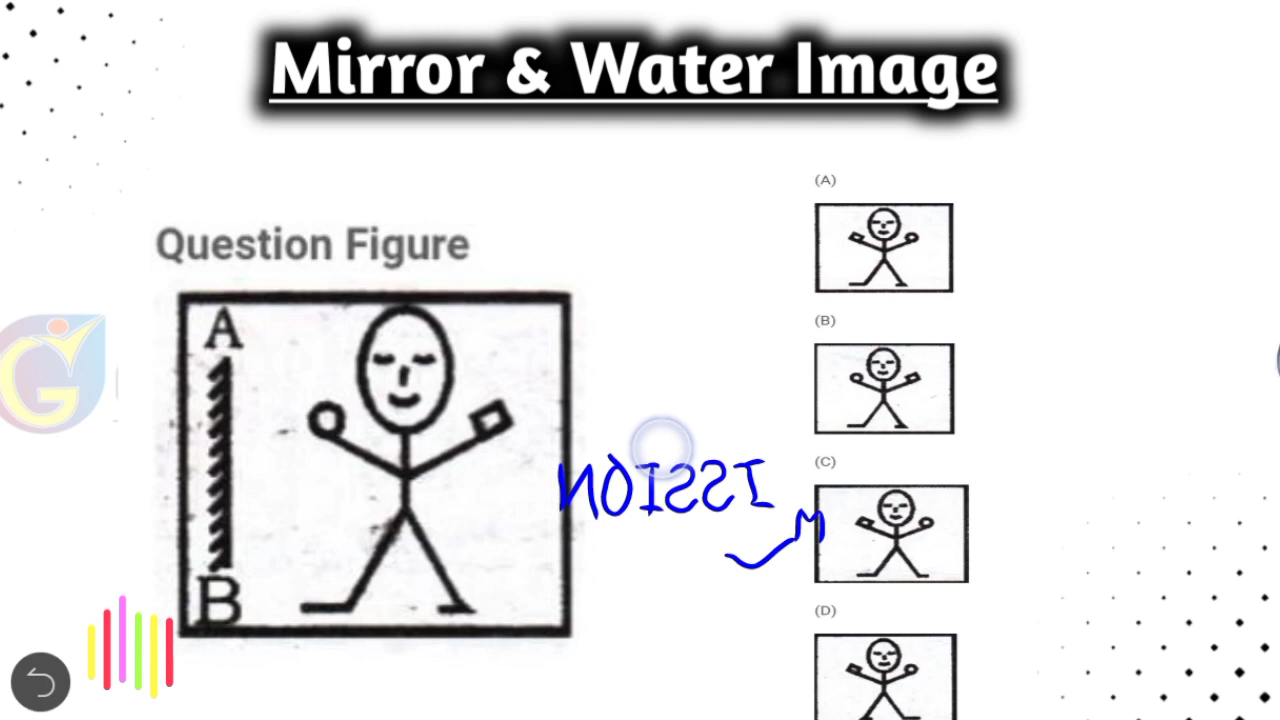 Mirror & Water Image
Question Figure
A
B
NOISSI
M
(A)
(B)
(C)
(D)
G